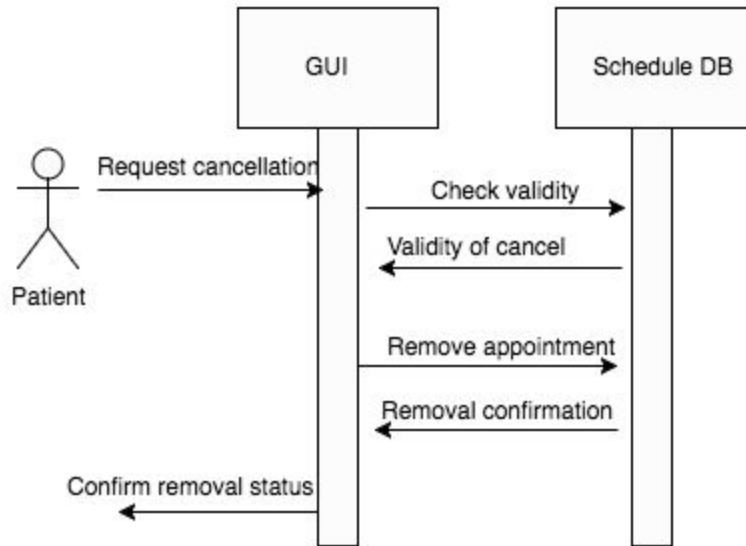 GUI
Schedule DB
Request cancellation
Check validity
Validity of cancel
Patient
Remove appointment
Removal confirmation
Confirm removal status